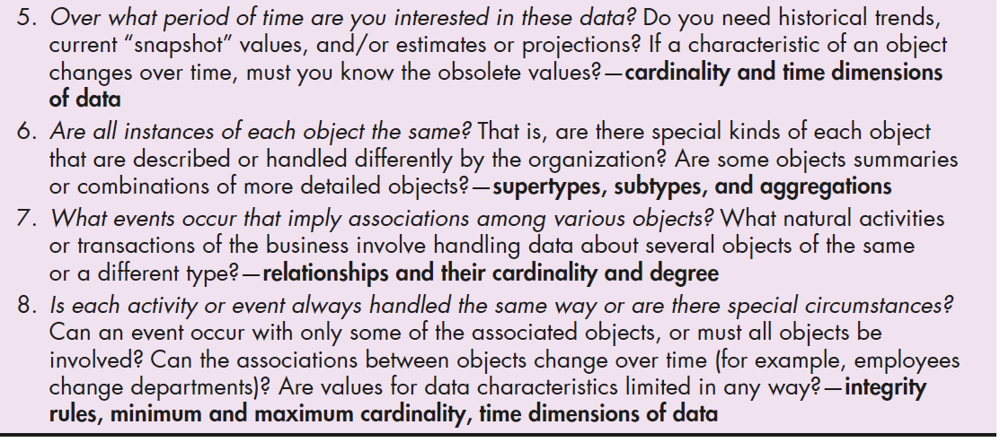 5. Over what period of time are you interested in these data? Do you need historical trends,
current “snapshot” values, and/or estimates or projections? If a characteristic of an object
changes over time, must you know the obsolete values?—cardinality and time dimensions
of data
6. Are all instances of each object the same? That is, are there special kinds of each object
that are described or handled differently by the organization? Are some objects summaries
or combinations of more detailed objects?—supertypes, subtypes, and aggregations
7. What events occur that imply associations among various objects? What natural activities
or transactions of the business involve handling data about several objects of the same
or a different type?—relationships and their cardinality and degree
8. Is each activity or event always handled the same way or are there special circumstances?
Can an event occur with only some of the associated objects, or must all objects be
involved? Can the associations between objects change over time (for example, employees
change departments)? Are values for data characteristics limited in any way?—integrity
rules, minimum and maximum cardinality, time dimensions of data